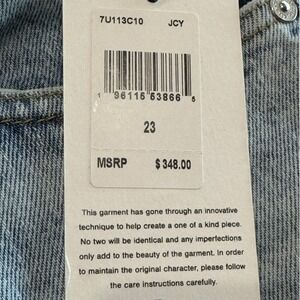 7U113C10 JCY
1 96115 53866 5
23
MSRP $348.00
This garment has gone through an innovative
technique to help create a one of a kind piece.
No two will be identical and any imperfections
only add to the beauty of the garment. In order
to maintain the original character, please follow
the care instructions carefully.